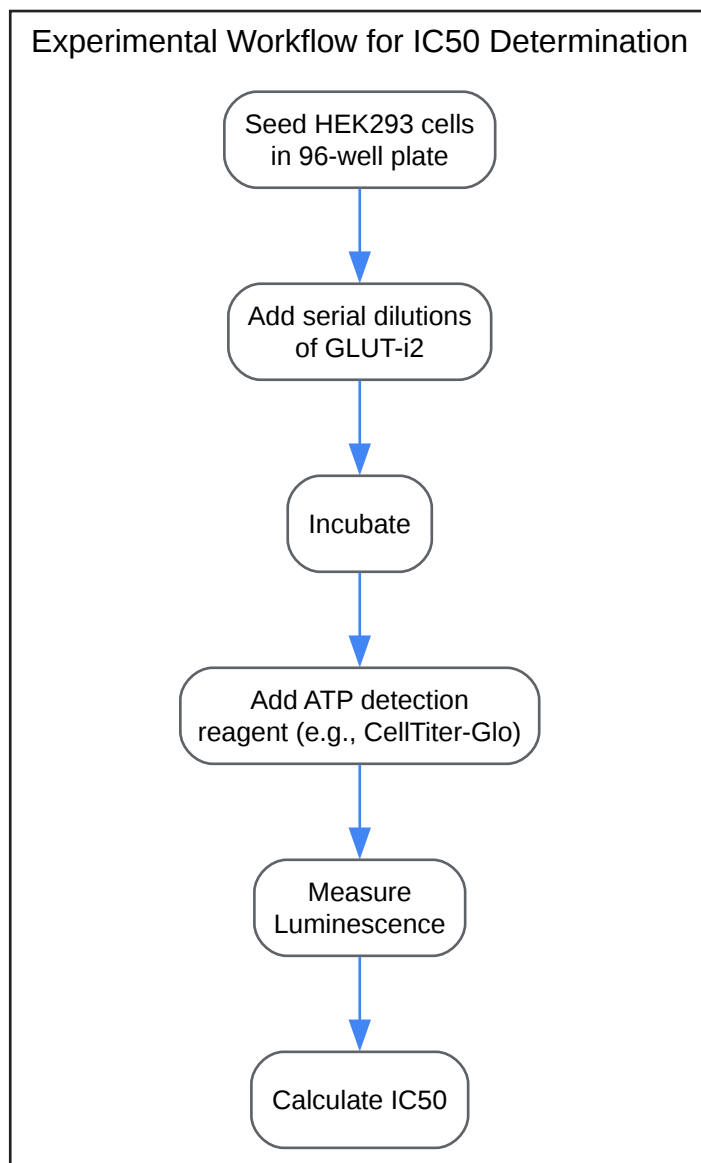 Experimental Workflow for IC50 Determination
Seed HEK293 cells
in 96-well plate
Add serial dilutions
of GLUT-i2
Incubate
Add ATP detection
reagent (e.g., CellTiter-Glo)
Measure
Luminescence
Calculate IC50